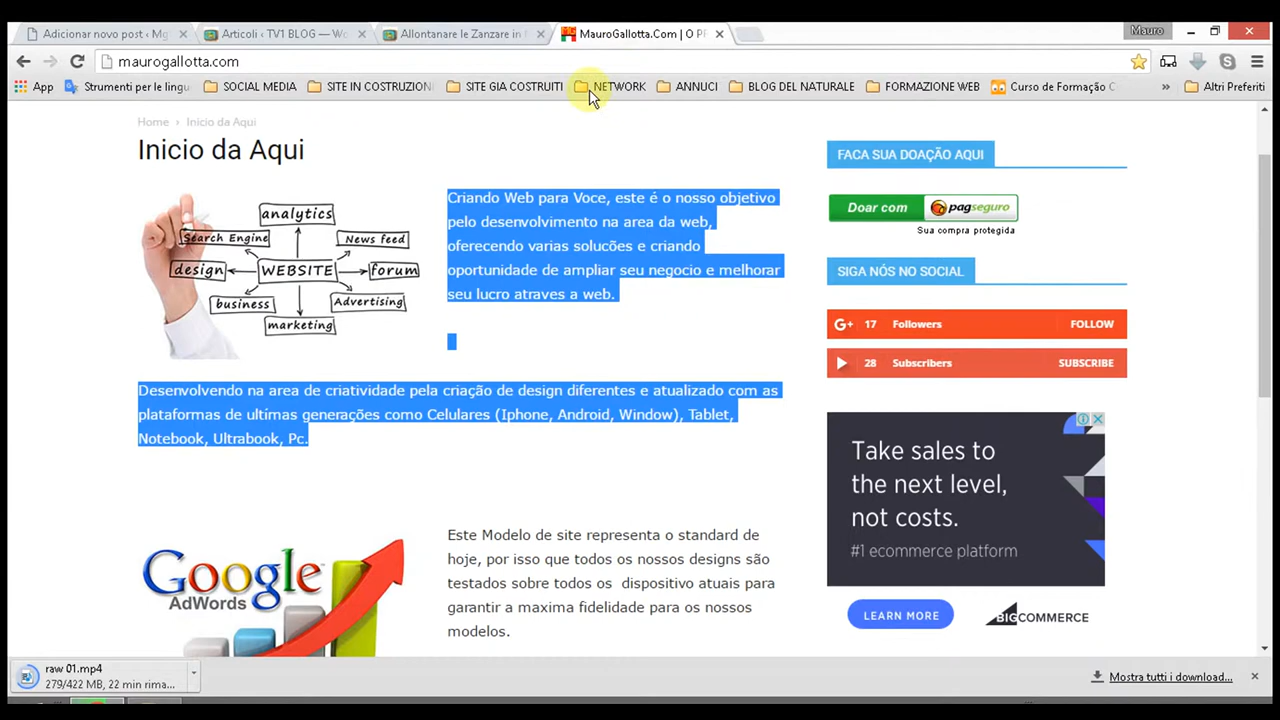 Adicionar novo post ‹ Mgl
Articoli ‹ TV1 BLOG — Wo
Allontanare le Zanzare in
MauroGallotta.Com | O P
Mauro
maurogallotta.com
App
Strumenti per le lingu
SOCIAL MEDIA
SITE IN COSTRUZION
SITE GIA COSTRUITI
NETWORK
ANNUCI
BLOG DEL NATURALE
FORMAZIONE WEB
Curso de Formação C
»
Altri Preferiti
Home › Inicio da Aqui
Inicio da Aqui
analytics
Search Engine
News feed
design
WEBSITE
forum
business
Advertising
marketing
Criando Web para Voce, este é o nosso objetivo
pelo desenvolvimento na area da web,
oferecendo varias solucões e criando
oportunidade de ampliar seu negocio e melhorar
seu lucro atraves a web.
Desenvolvendo na area de criatividade pela criação de design diferentes e atualizado com as
plataformas de ultímas generações como Celulares (Iphone, Android, Window), Tablet,
Notebook, Ultrabook, Pc.
Google
AdWords
Este Modelo de site representa o standard de
hoje, por isso que todos os nossos designs são
testados sobre todos os dispositivo atuais para
garantir a maxima fidelidade para os nossos
modelos.
FACA SUA DOAÇÃO AQUI
Doar com pagseguro
Sua compra protegida
SIGA NÓS NO SOCIAL
G+ 17 Followers FOLLOW
28 Subscribers SUBSCRIBE
Take sales to
the next level,
not costs.
#1 ecommerce platform
LEARN MORE
BIGCOMMERCE
raw 01.mp4
279/422 MB, 22 min rima...
Mostra tutti i download...